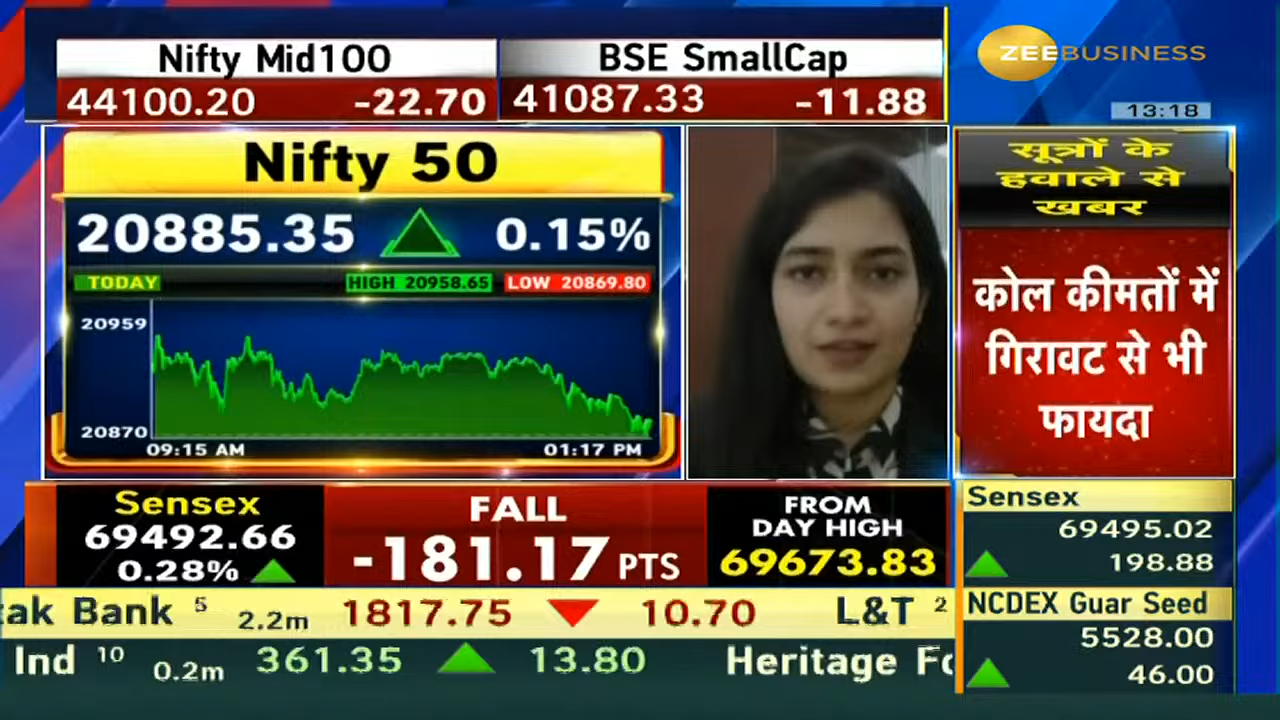 Nifty Mid100
44100.20 -22.70
BSE SmallCap
41087.33 -11.88
ZEEBUSINESS
13:18
Nifty 50
20885.35 0.15%
TODAY HIGH 20958.65 LOW 20869.80
20959
20870
09:15 AM 01:17 PM
सूत्रों के
हवाले से
खबर
कोल कीमतों में
गिरावट से भी
फायदा
Sensex
69492.66
0.28%
FALL
-181.17 PTS
FROM
DAY HIGH
69673.83
Sensex
69495.02
198.88
NCDEX Guar Seed
5528.00
46.00
ak Bank 5 2.2m 1817.75 10.70 L&T 2
Ind 10 0.2m 361.35 13.80 Heritage